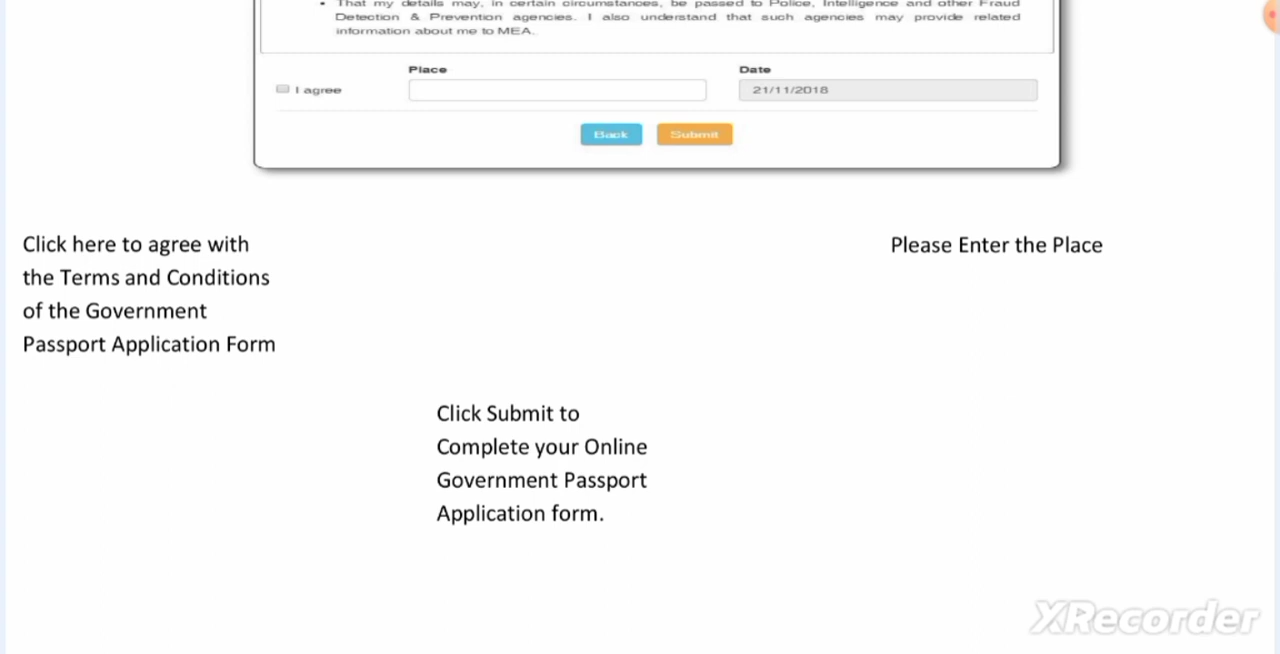 • That my details may, in certain circumstances, be passed to Police, Intelligence and other Fraud
Detection & Prevention agencies. I also understand that such agencies may provide related
information about me to MEA.
Place
Date
I agree
21/11/2018
Back
Submit
Click here to agree with
the Terms and Conditions
of the Government
Passport Application Form
Please Enter the Place
Click Submit to
Complete your Online
Government Passport
Application form.
XRecorder